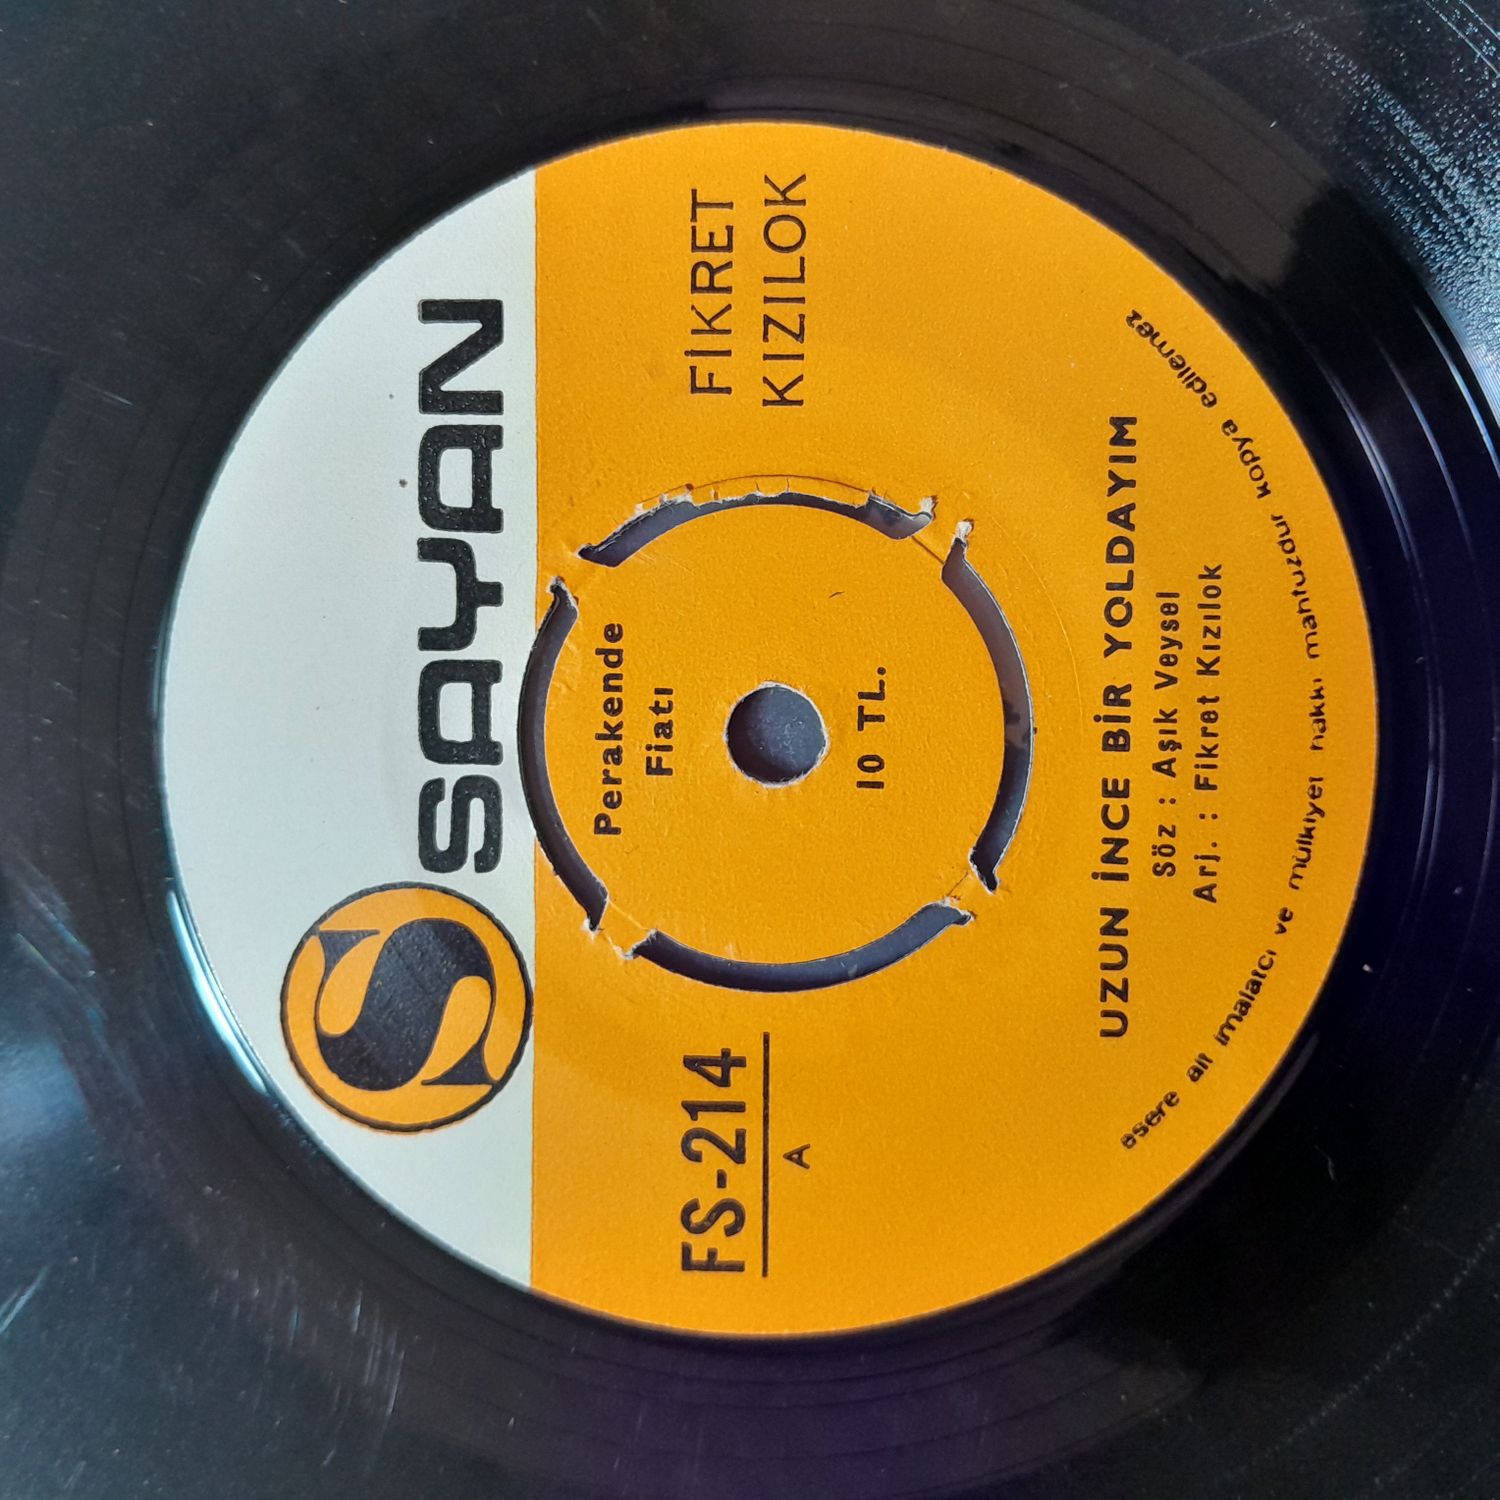 S
SAYAN
FS-214
A
Perakende
Fiatı
10 TL.
FİKRET
KIZILOK
UZUN İNCE BİR YOLDAYIM
Söz : Aşık Veysel
Arj. : Fikret Kızılok
esere ait imalatcı ve mülkiyet hakkı mahfuzdur kopya edilemez